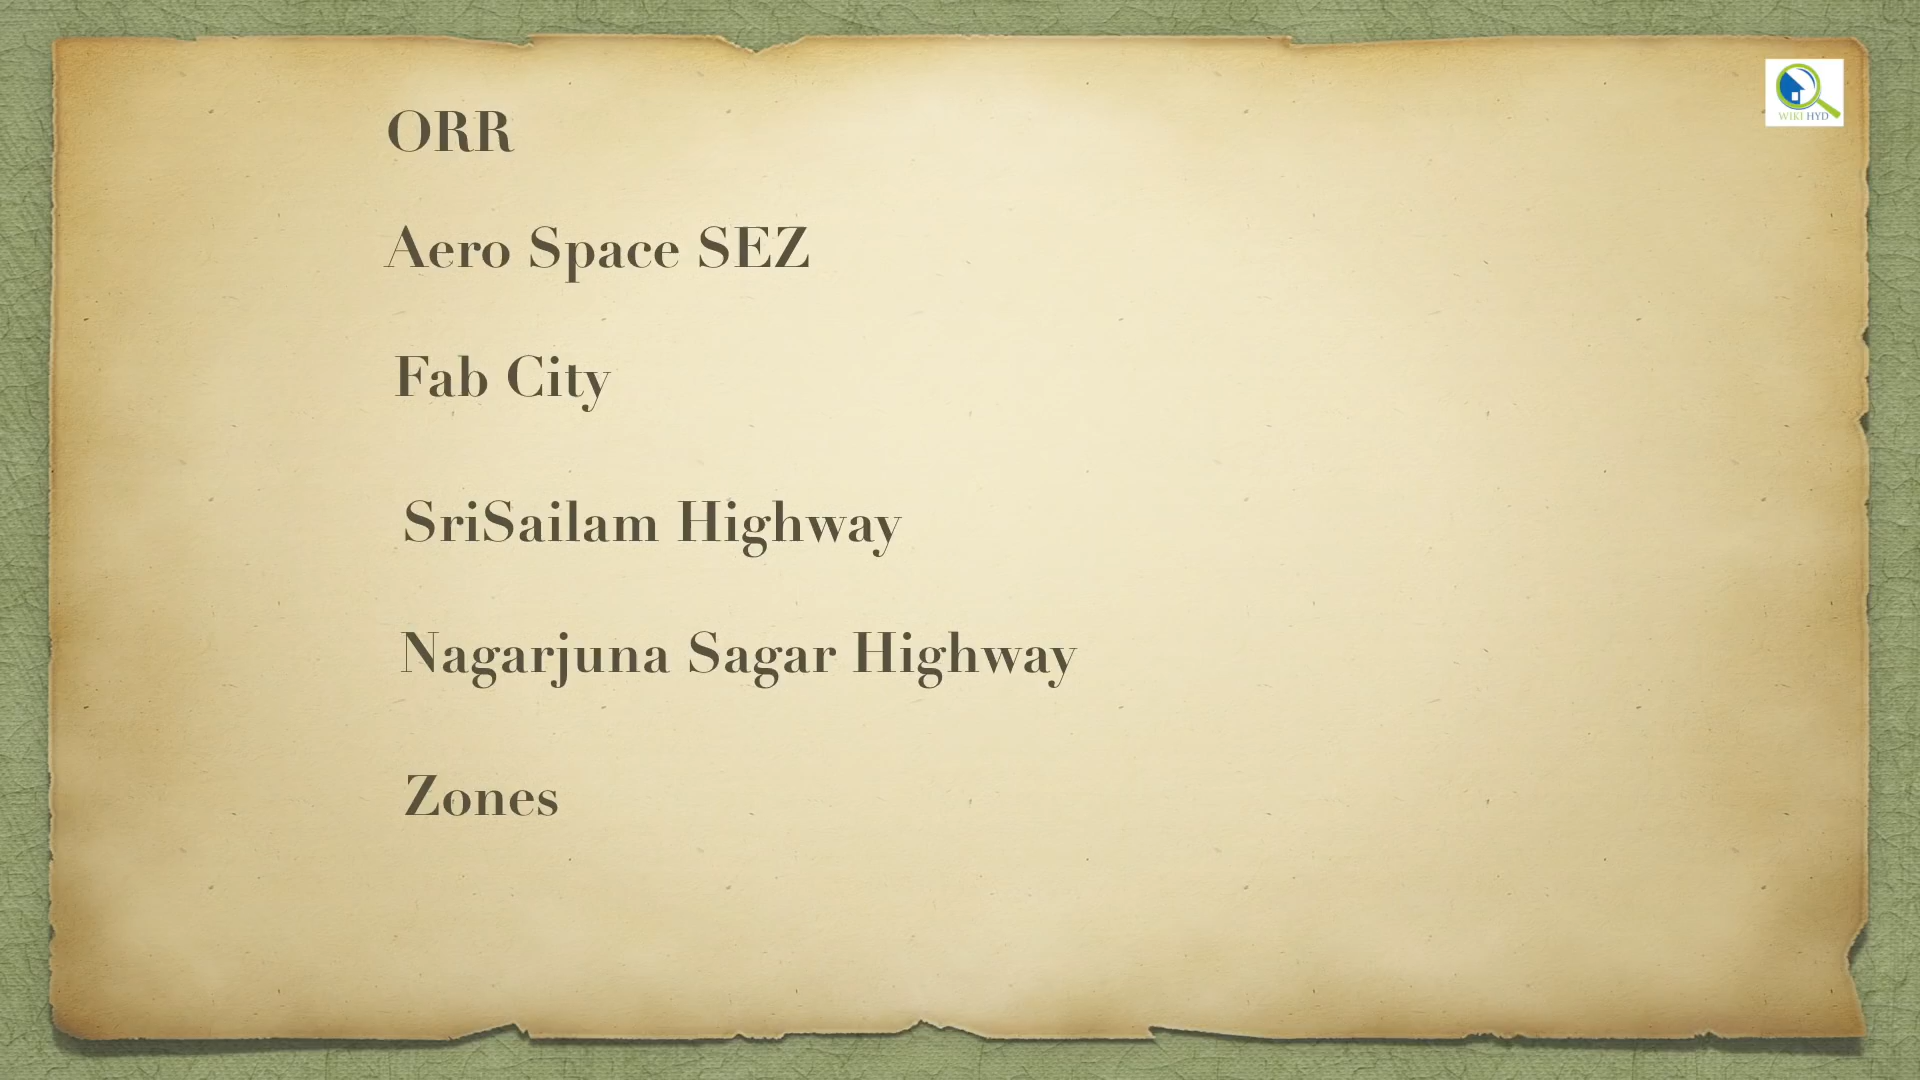 WIKI HYD
ORR
Aero Space SEZ
Fab City
SriSailam Highway
Nagarjuna Sagar Highway
Zones